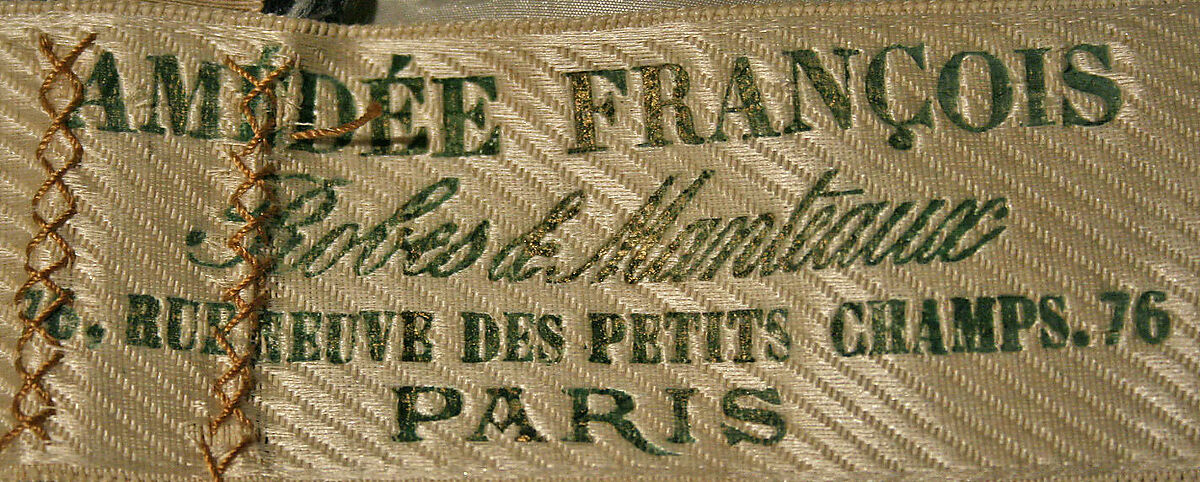 AMÉDÉE FRANÇOIS
Robes & Manteaux
76, RUE NEUVE DES PETITS CHAMPS. 76
PARIS